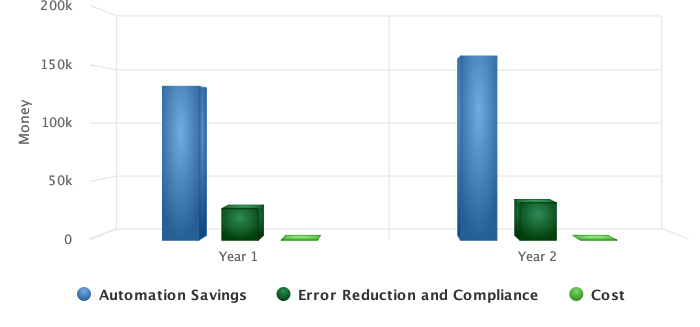 200k
150k
100k
50k
0
Money
Year 1
Year 2
Automation Savings
Error Reduction and Compliance
Cost